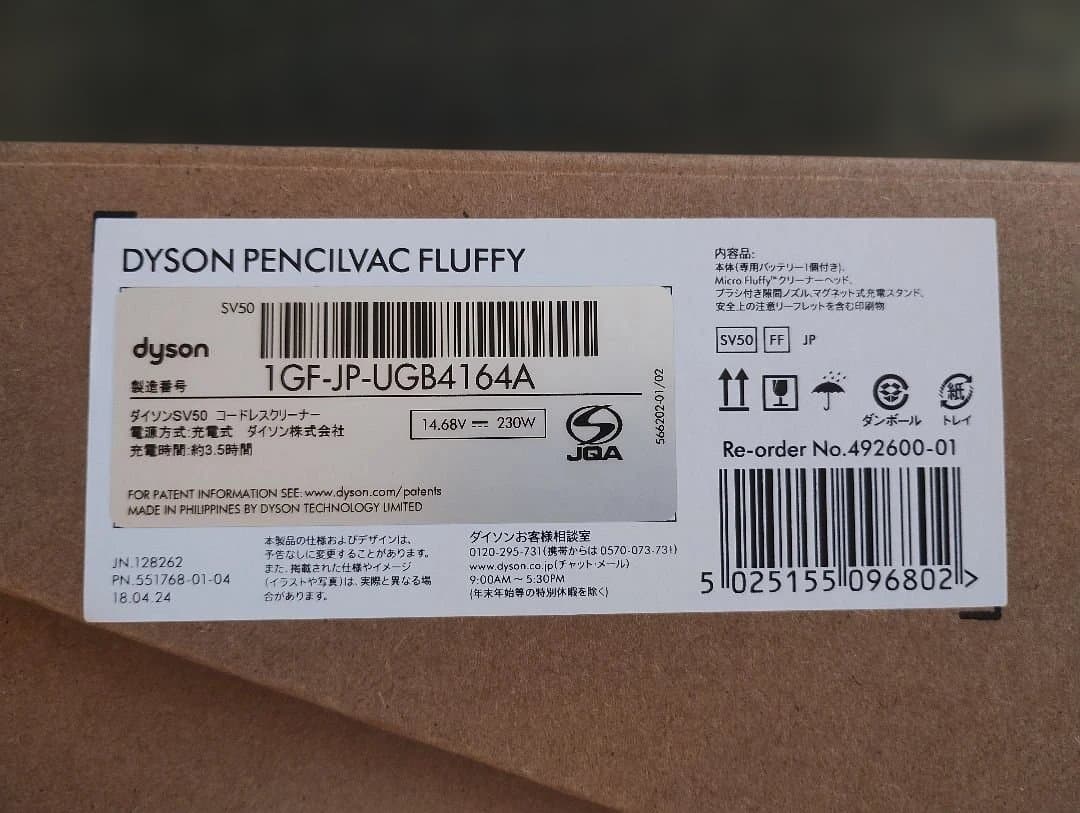 DYSON PENCILVAC FLUFFY
SV50
dyson
製造番号
1GF-JP-UGB4164A
ダイソンSV50 コードレスクリーナー
電源方式:充電式 ダイソン株式会社
充電時間:約3.5時間
14.68V ⎓ 230W
JQA
566202-01/02
FOR PATENT INFORMATION SEE: www.dyson.com/patents
MADE IN PHILIPPINES BY DYSON TECHNOLOGY LIMITED
JN.128262
PN.551768-01-04
18.04.24
本製品の仕様およびデザインは、
予告なしに変更することがあります。
また、掲載された仕様やイメージ
(イラストや写真)は、実際と異なる場
合があります。
ダイソンお客様相談室
0120-295-731(携帯からは 0570-073-731)
www.dyson.co.jp(チャット・メール)
9:00AM ~ 5:30PM
(年末年始等の特別休暇を除く)
内容品:
本体(専用バッテリー1個付き)、
Micro Fluffy™クリーナーヘッド、
ブラシ付き隙間ノズル、マグネット式充電スタンド、
安全上の注意リーフレットを含む印刷物
SV50 FF JP
紙
ダンボール トレイ
Re-order No.492600-01
5 025155 096802 >